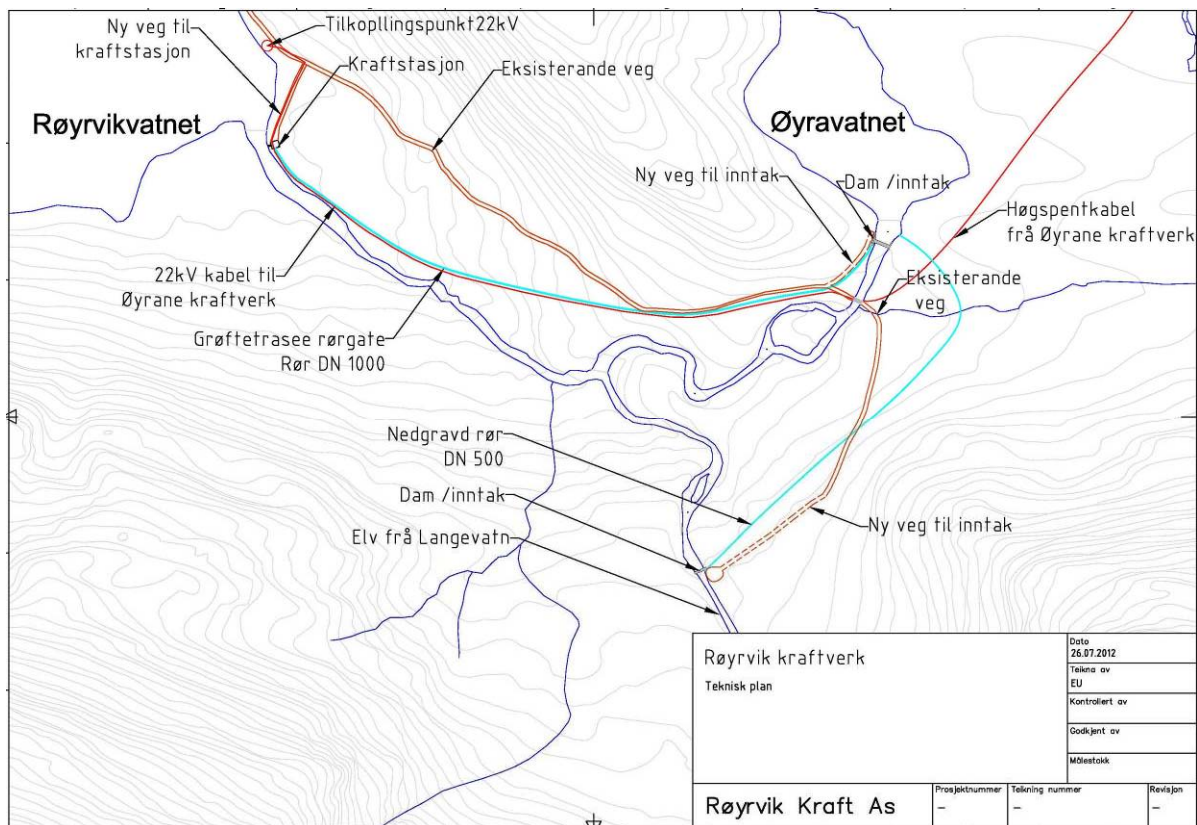 Ny veg til
kraftstasjon
Tilkopllingspunkt22kV
Kraftstasjon
Eksisterande veg
Røyrvikvatnet
Øyravatnet
Ny veg til inntak
Dam /inntak
Høgspentkabel
frå Øyrane kraftverk
22kV kabel til
Øyrane kraftverk
Eksisterande
veg
Grøftetrasee rørgate
Rør DN 1000
Nedgravd rør
DN 500
Dam /inntak
Elv frå Langevatn
Ny veg til inntak
Røyrvik kraftverk
Teknisk plan
Dato
26.07.2012
Teikna av
EU
Kontrollert av
Godkjent av
Målestokk
Røyrvik Kraft As
Prosjektnummer
-
Teikning nummer
-
Revisjon
-